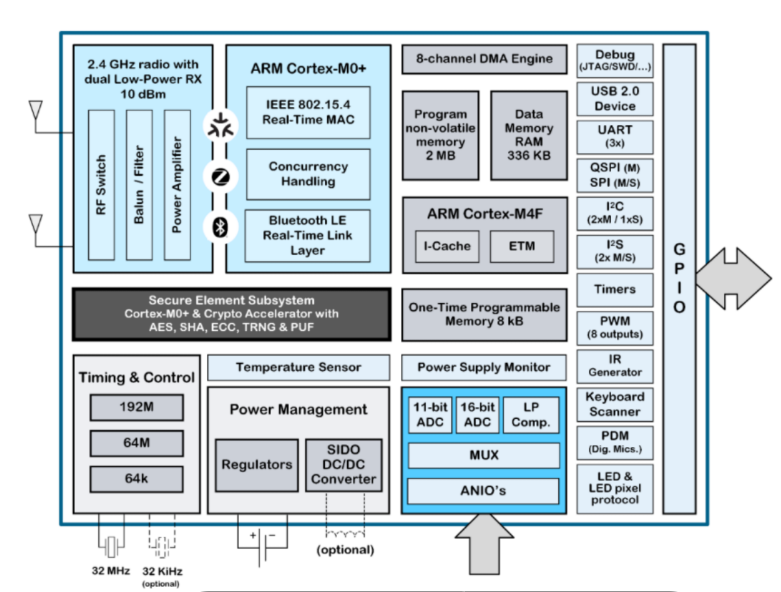 2.4 GHz radio with
dual Low-Power RX
10 dBm
RF Switch
Balun / Filter
Power Amplifier
ARM Cortex-M0+
IEEE 802.15.4
Real-Time MAC
Concurrency
Handling
Bluetooth LE
Real-Time Link
Layer
8-channel DMA Engine
Program
non-volatile
memory
2 MB
Data
Memory
RAM
336 KB
ARM Cortex-M4F
I-Cache
ETM
Secure Element Subsystem
Cortex-M0+ & Crypto Accelerator with
AES, SHA, ECC, TRNG & PUF
One-Time Programmable
Memory 8 kB
Timing & Control
192M
64M
64k
Temperature Sensor
Power Management
Regulators
SIDO
DC/DC
Converter
Power Supply Monitor
11-bit
ADC
16-bit
ADC
LP
Comp.
MUX
ANIO's
Debug
(JTAG/SWD/...)
USB 2.0
Device
UART
(3x)
QSPI (M)
SPI (M/S)
I²C
(2xM / 1xS)
I²S
(2x M/S)
Timers
PWM
(8 outputs)
IR
Generator
Keyboard
Scanner
PDM
(Dig. Mics.)
LED &
LED pixel
protocol
GPIO
32 MHz
32 KiHz
(optional)
+ −
(optional)